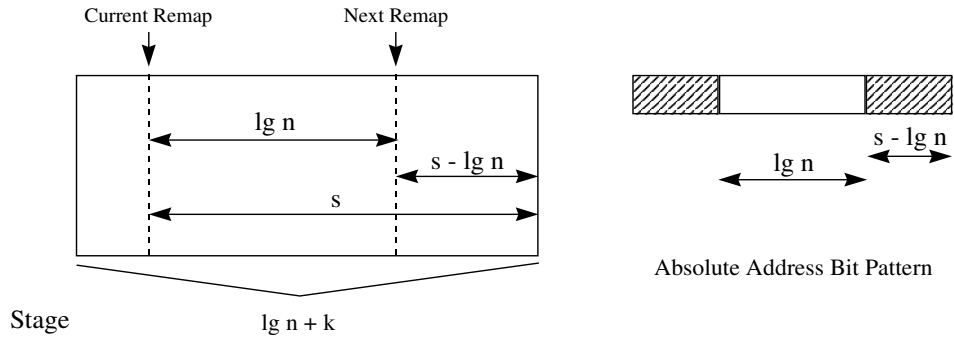 Current Remap
Next Remap
lg n
s - lg n
s
Stage
lg n + k
s - lg n
lg n
Absolute Address Bit Pattern